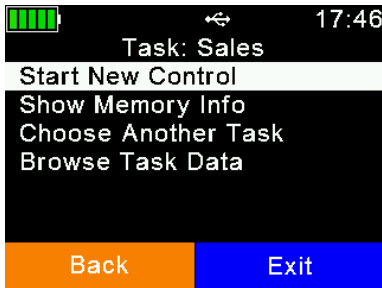 17:46
Task: Sales
Start New Control
Show Memory Info
Choose Another Task
Browse Task Data
Back Exit